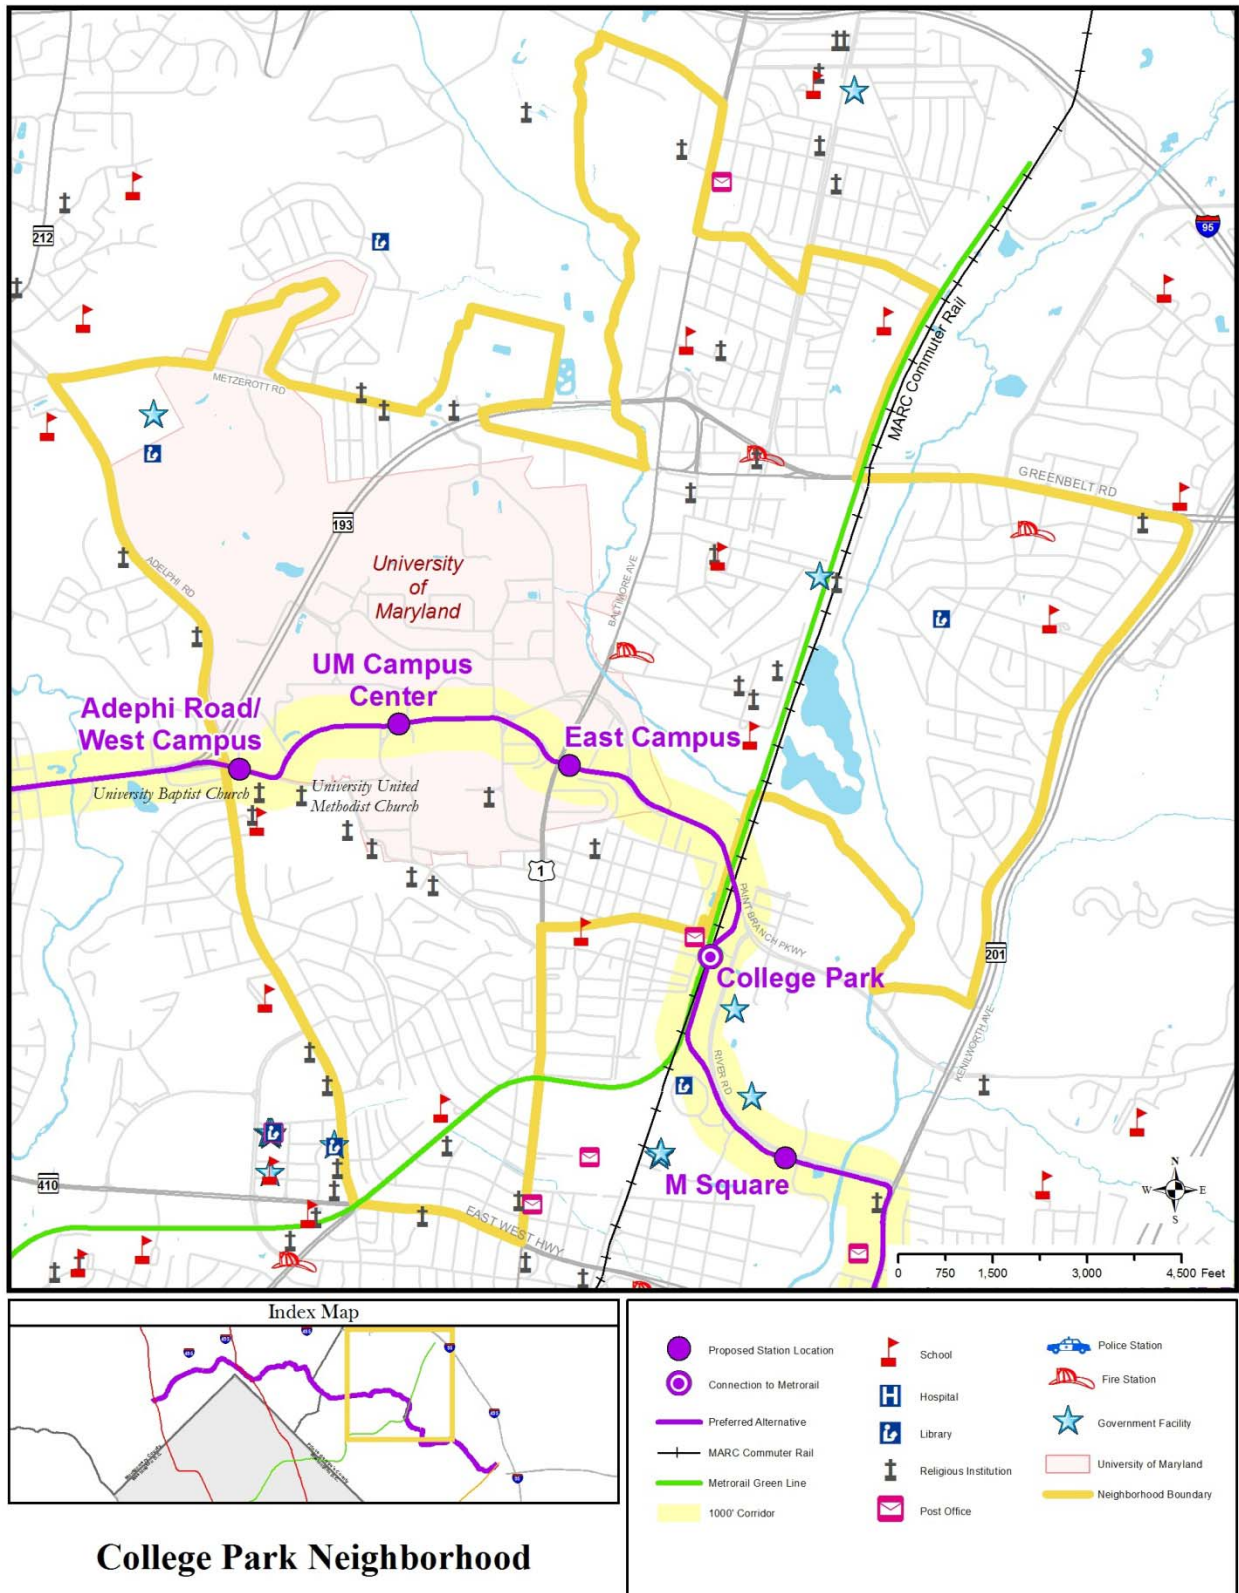 95
212
MARC Commuter Rail
METZEROTT RD
GREENBELT RD
193
University
of
Maryland
ADELPHI RD
BALTIMORE AVE
UM Campus
Center
Adephi Road/
West Campus
East Campus
University Baptist Church
University United
Methodist Church
1
PAINT BRANCH PKWY
201
College Park
KENILWORTH AVE
RIVER RD
410
M Square
EAST WEST HWY
N
W E
S
0 750 1,500 3,000 4,500 Feet
Index Map
Proposed Station Location
Connection to Metrorail
Preferred Alternative
MARC Commuter Rail
Metrorail Green Line
1000' Corridor
School
Hospital
Library
Religious Institution
Post Office
Police Station
Fire Station
Government Facility
University of Maryland
Neighborhood Boundary
College Park Neighborhood